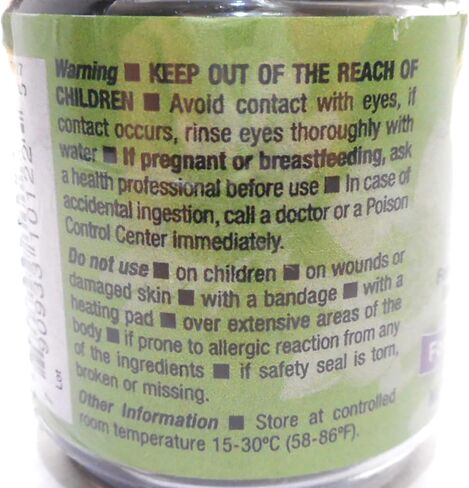 Warning ■ KEEP OUT OF THE REACH OF
CHILDREN ■ Avoid contact with eyes, if
contact occurs, rinse eyes thoroughly with
water ■ If pregnant or breastfeeding, ask
a health professional before use ■ In case of
accidental ingestion, call a doctor or a Poison
Control Center immediately.
Do not use ■ on children ■ on wounds or
damaged skin ■ with a bandage ■ with a
heating pad ■ over extensive areas of the
body ■ if prone to allergic reaction from any
of the ingredients ■ if safety seal is torn,
broken or missing.
Other Information ■ Store at controlled
room temperature 15-30ºC (58-86ºF).
Lot